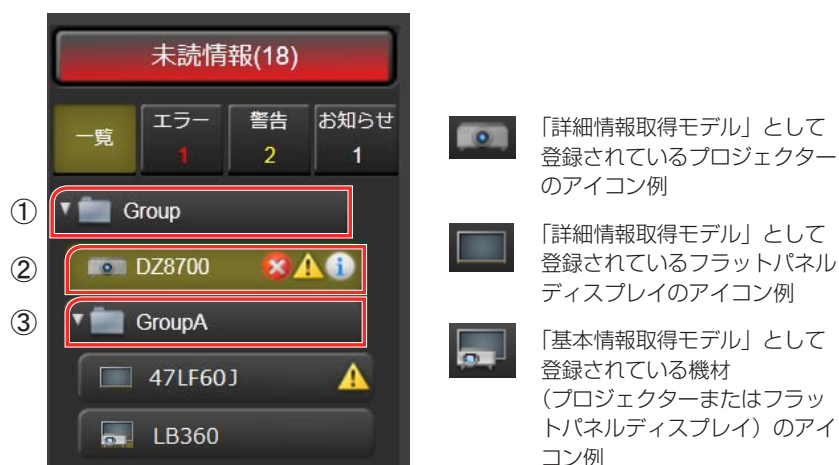 未読情報(18)
一覧
エラー
1
警告
2
お知らせ
1
① Group
② DZ8700
③ GroupA
47LF60J
LB360
「詳細情報取得モデル」として
登録されているプロジェクター
のアイコン例
「詳細情報取得モデル」として
登録されているフラットパネル
ディスプレイのアイコン例
「基本情報取得モデル」として
登録されている機材
（プロジェクターまたはフラッ
トパネルディスプレイ）のアイ
コン例